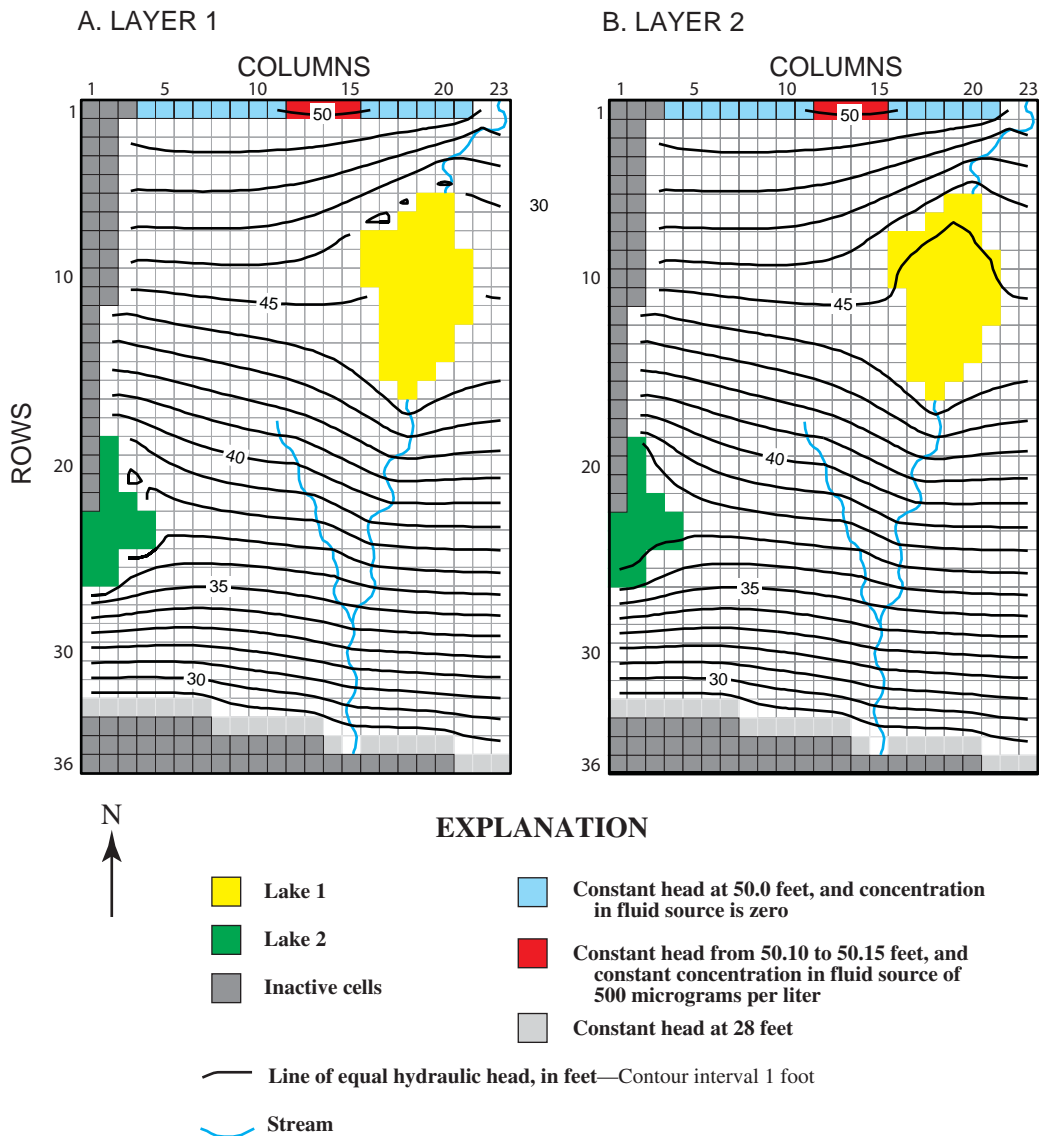 A. LAYER 1
B. LAYER 2
COLUMNS
COLUMNS
1 5 10 15 20 23
1 5 10 15 20 23
1
50
1
50
30
10
45
10
45
ROWS
20
40
20
40
35
35
30
30
30
30
36
36
N
EXPLANATION
Lake 1
Lake 2
Inactive cells
Constant head at 50.0 feet, and concentration
in fluid source is zero
Constant head from 50.10 to 50.15 feet, and
constant concentration in fluid source of
500 micrograms per liter
Constant head at 28 feet
Line of equal hydraulic head, in feet—Contour interval 1 foot
Stream